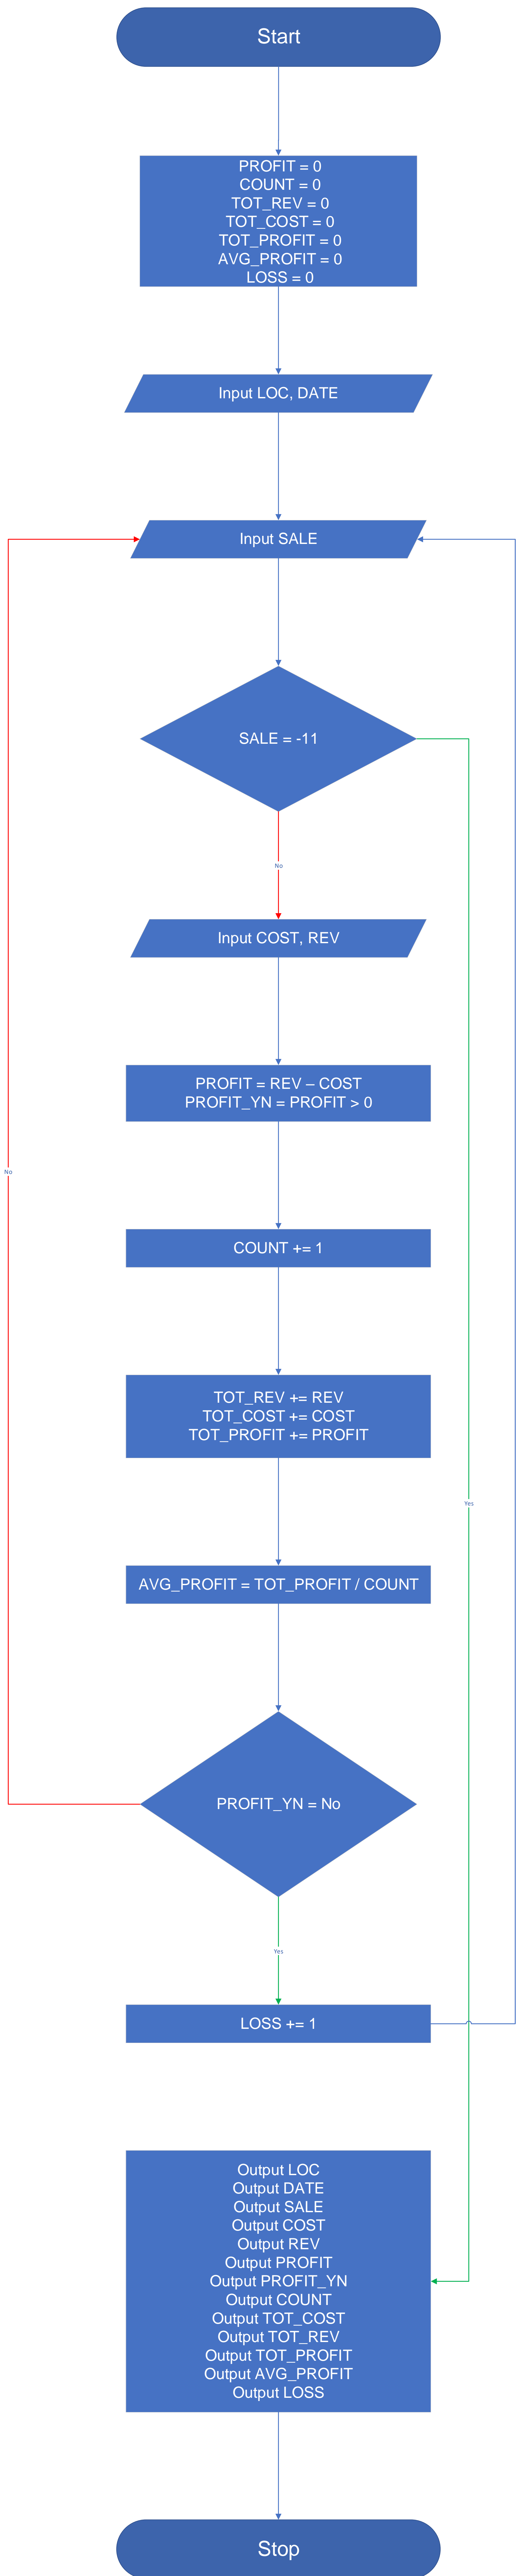 Start
PROFIT = 0
COUNT = 0
TOT_REV = 0
TOT_COST = 0
TOT_PROFIT = 0
AVG_PROFIT = 0
LOSS = 0
Input LOC, DATE
Input SALE
SALE = -11
No
Input COST, REV
PROFIT = REV – COST
PROFIT_YN = PROFIT > 0
No
COUNT += 1
TOT_REV += REV
TOT_COST += COST
TOT_PROFIT += PROFIT
Yes
AVG_PROFIT = TOT_PROFIT / COUNT
PROFIT_YN = No
Yes
LOSS += 1
Output LOC
Output DATE
Output SALE
Output COST
Output REV
Output PROFIT
Output PROFIT_YN
Output COUNT
Output TOT_COST
Output TOT_REV
Output TOT_PROFIT
Output AVG_PROFIT
Output LOSS
Stop